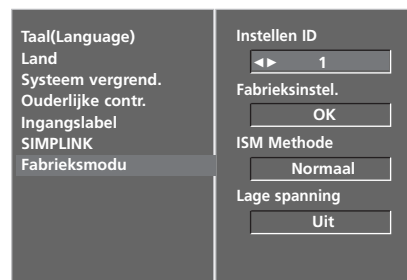 Taal(Language)
Land
Systeem vergrend.
Ouderlijke contr.
Ingangslabel
SIMPLINK
Fabrieksmodu
Instellen ID
◄► 1
Fabrieksinstel.
OK
ISM Methode
Normaal
Lage spanning
Uit